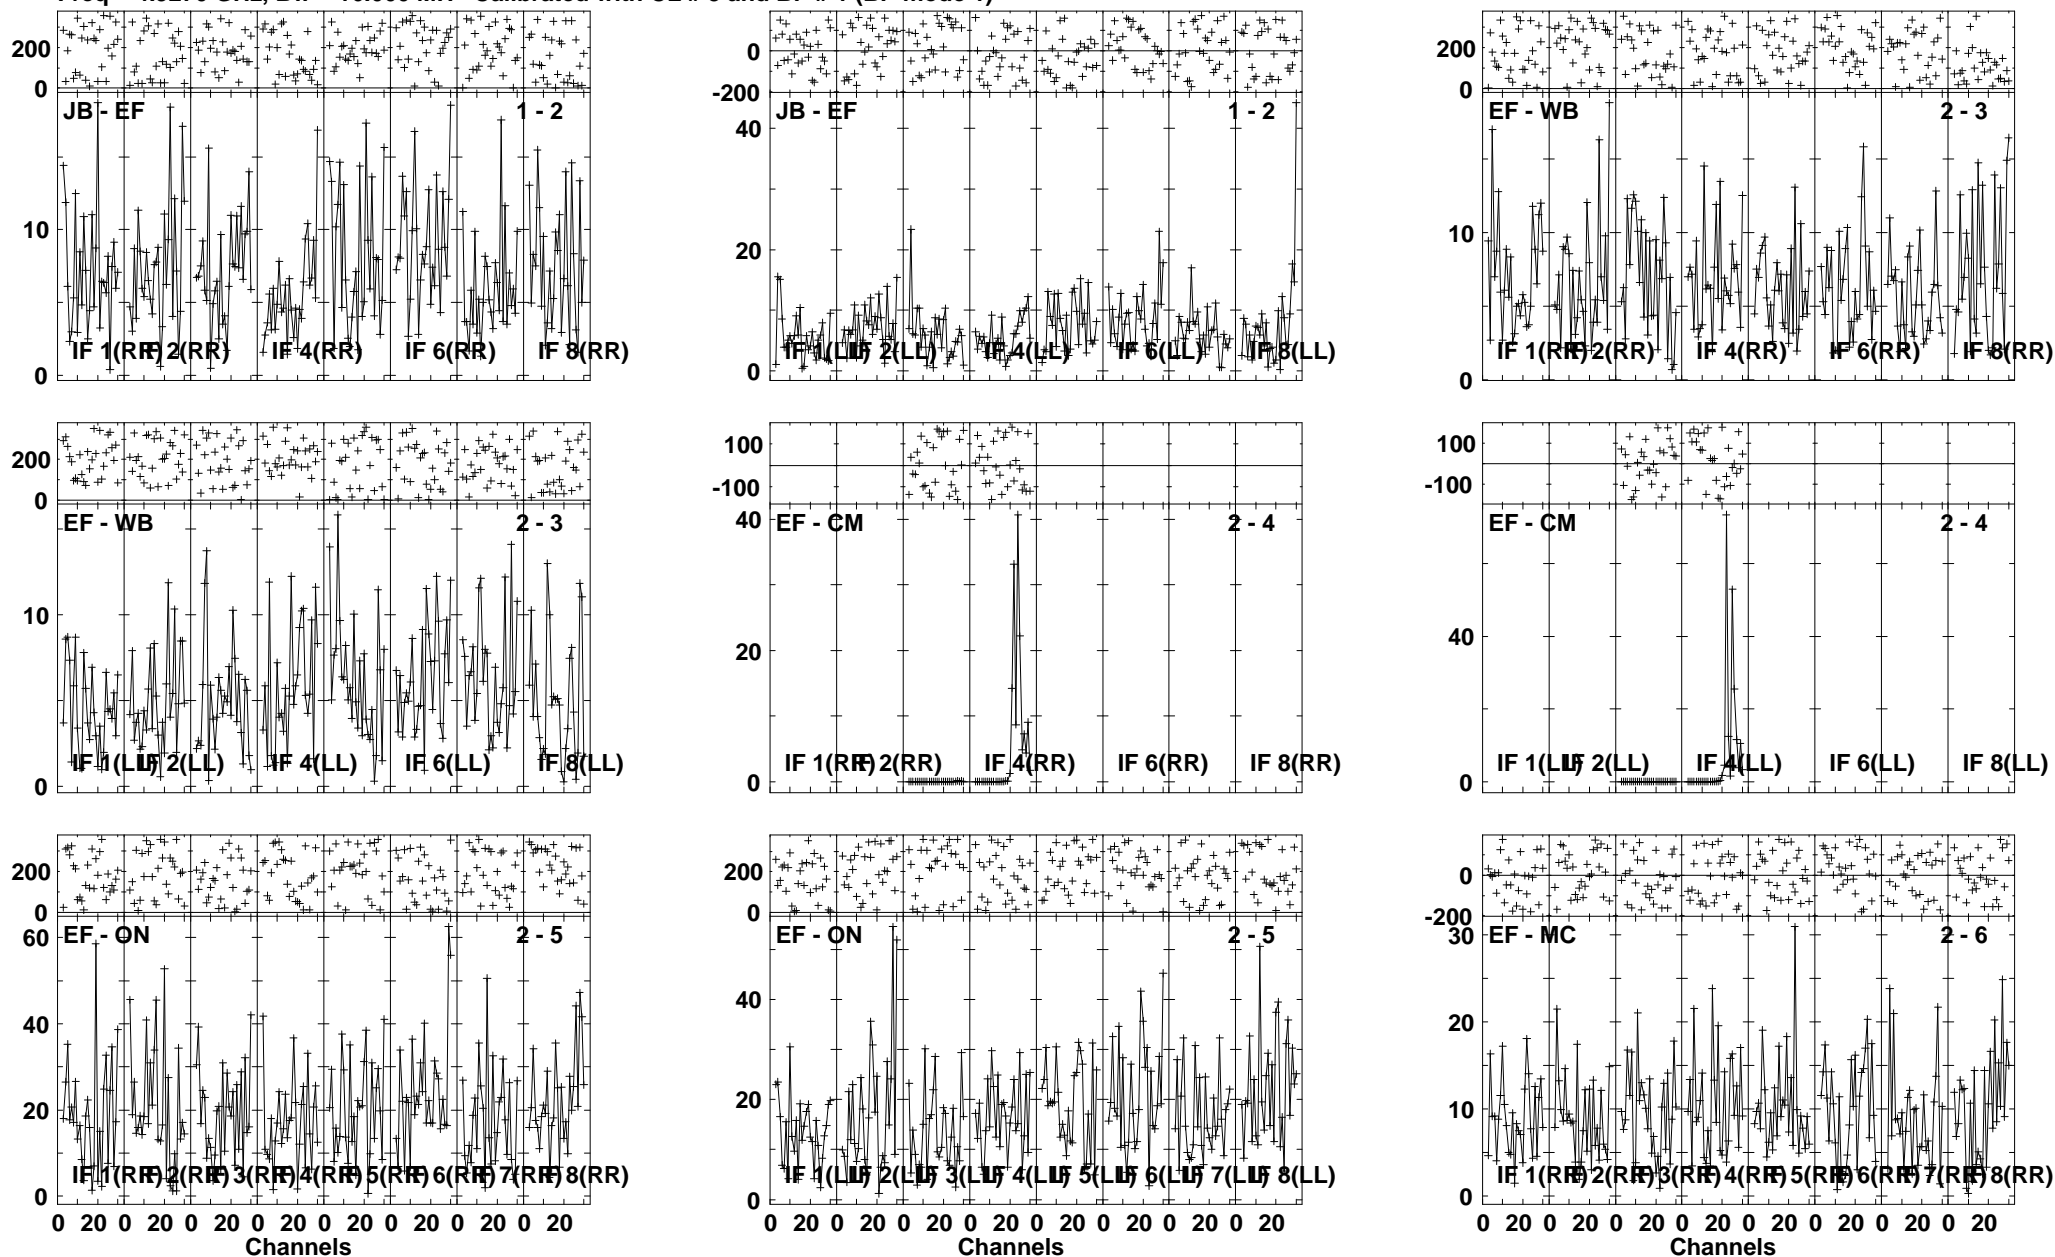 200
0
JB - EF 1 - 2
10
0
IF 1(RR) IF 2(RR) IF 4(RR) IF 6(RR) IF 8(RR)
0
-200
JB - EF 1 - 2
40
20
0
IF 1(LL) IF 2(LL) IF 4(LL) IF 6(LL) IF 8(LL)
200
0
EF - WB 2 - 3
10
0
IF 1(RR) IF 2(RR) IF 4(RR) IF 6(RR) IF 8(RR)
200
0
EF - WB 2 - 3
10
0
IF 1(LL) IF 2(LL) IF 4(LL) IF 6(LL) IF 8(LL)
100
-100
EF - CM 2 - 4
40
20
0
IF 1(RR) IF 2(RR) IF 4(RR) IF 6(RR) IF 8(RR)
100
-100
EF - CM 2 - 4
40
0
IF 1(LL) IF 2(LL) IF 4(LL) IF 6(LL) IF 8(LL)
200
0
EF - ON 2 - 5
60
40
20
0
IF 1(RR) IF 2(RR) IF 3(RR) IF 4(RR) IF 5(RR) IF 6(RR) IF 7(RR) IF 8(RR)
0 20 0 20 0 20 0 20 0 20 0 20 0 20 0 20
Channels
200
0
EF - ON 2 - 5
40
20
0
IF 1(LL) IF 2(LL) IF 3(LL) IF 4(LL) IF 5(LL) IF 6(LL) IF 7(LL) IF 8(LL)
0 20 0 20 0 20 0 20 0 20 0 20 0 20 0 20
Channels
0
-200
EF - MC 2 - 6
30
20
10
0
IF 1(RR) IF 2(RR) IF 3(RR) IF 4(RR) IF 5(RR) IF 6(RR) IF 7(RR) IF 8(RR)
0 20 0 20 0 20 0 20 0 20 0 20 0 20 0 20
Channels